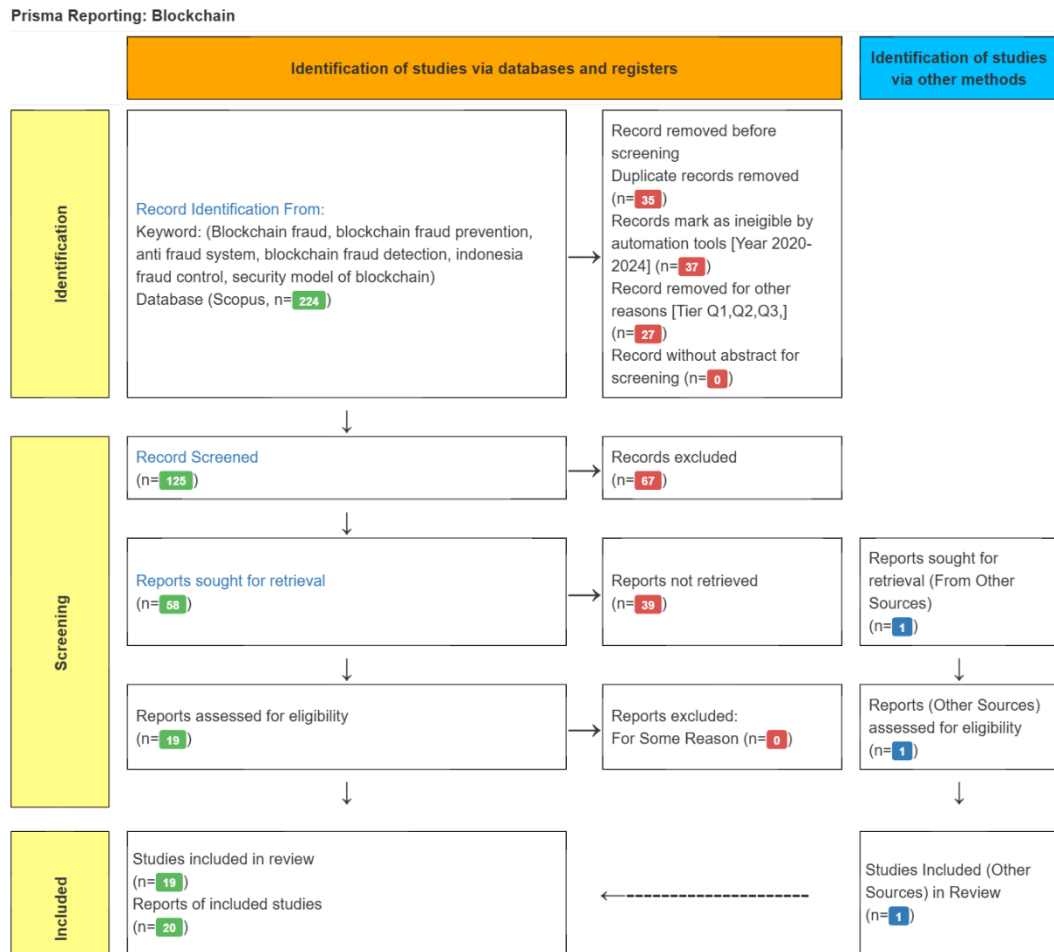 Prisma Reporting: Blockchain
Identification of studies via databases and registers
Identification of studies
via other methods
Identification
Record Identification From:
Keyword: (Blockchain fraud, blockchain fraud prevention,
anti fraud system, blockchain fraud detection, indonesia
fraud control, security model of blockchain)
Database (Scopus, n=224)
→
Record removed before
screening
Duplicate records removed
(n=35)
Records mark as ineigible by
automation tools [Year 2020-
2024] (n=37)
Record removed for other
reasons [Tier Q1,Q2,Q3,]
(n=27)
Record without abstract for
screening (n=0)
↓
Screening
Record Screened
(n=125)
→
Records excluded
(n=67)
↓
Reports sought for retrieval
(n=58)
→
Reports not retrieved
(n=39)
Reports sought for
retrieval (From Other
Sources)
(n=1)
↓
↓
Reports assessed for eligibility
(n=19)
→
Reports excluded:
For Some Reason (n=0)
Reports (Other Sources)
assessed for eligibility
(n=1)
↓
↓
Included
Studies included in review
(n=19)
Reports of included studies
(n=20)
←---------------
Studies Included (Other
Sources) in Review
(n=1)